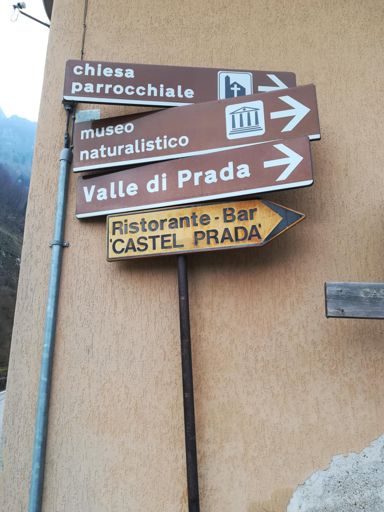 chiesa
parrocchiale
museo
naturalistico
Valle di Prada
Ristorante-Bar
'CASTEL PRADA'